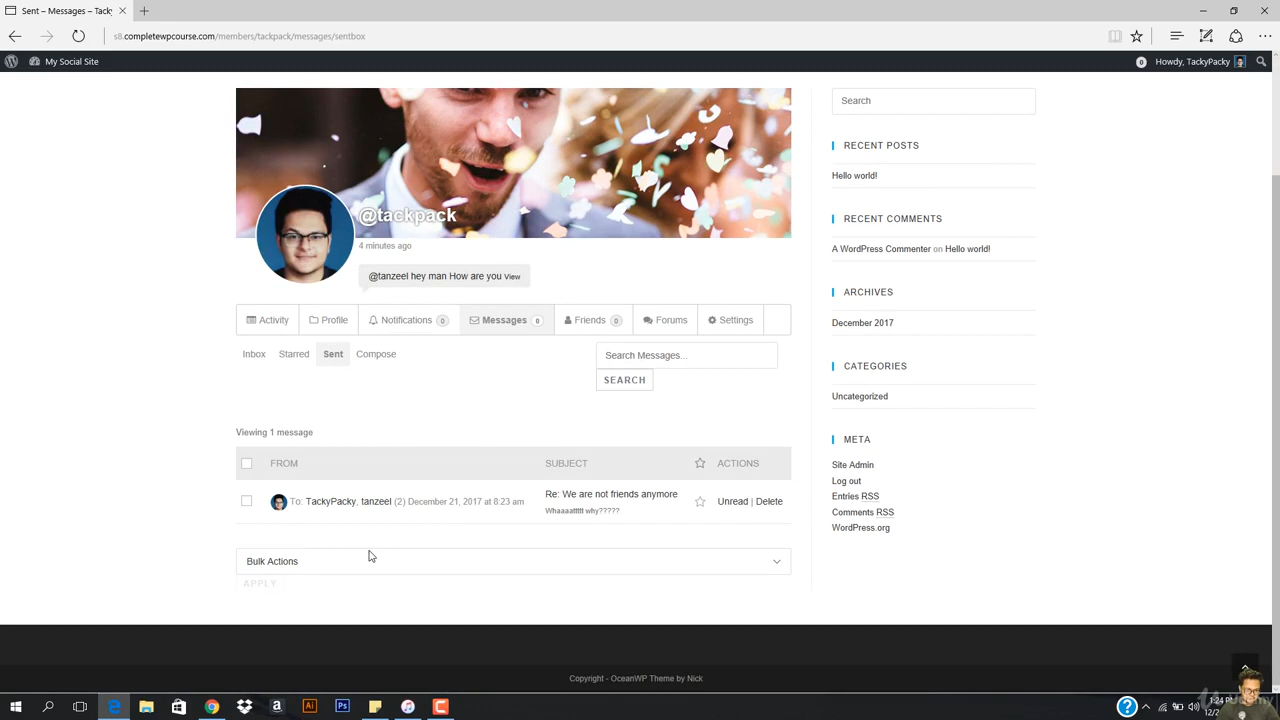 Sent – Messages – Tack
s8.completewpcourse.com/members/tackpack/messages/sentbox
My Social Site
0
Howdy, TackyPacky
@tackpack
4 minutes ago
@tanzeel hey man How are you View
Activity
Profile
Notifications 0
Messages 0
Friends 0
Forums
Settings
Inbox
Starred
Sent
Compose
Search Messages...
SEARCH
Viewing 1 message
FROM
SUBJECT
ACTIONS
To: TackyPacky, tanzeel (2) December 21, 2017 at 8:23 am
Re: We are not friends anymore
Whaaattttt why?????
Unread | Delete
Bulk Actions
APPLY
Search
RECENT POSTS
Hello world!
RECENT COMMENTS
A WordPress Commenter on Hello world!
ARCHIVES
December 2017
CATEGORIES
Uncategorized
META
Site Admin
Log out
Entries RSS
Comments RSS
WordPress.org
Copyright - OceanWP Theme by Nick
1:24 PM